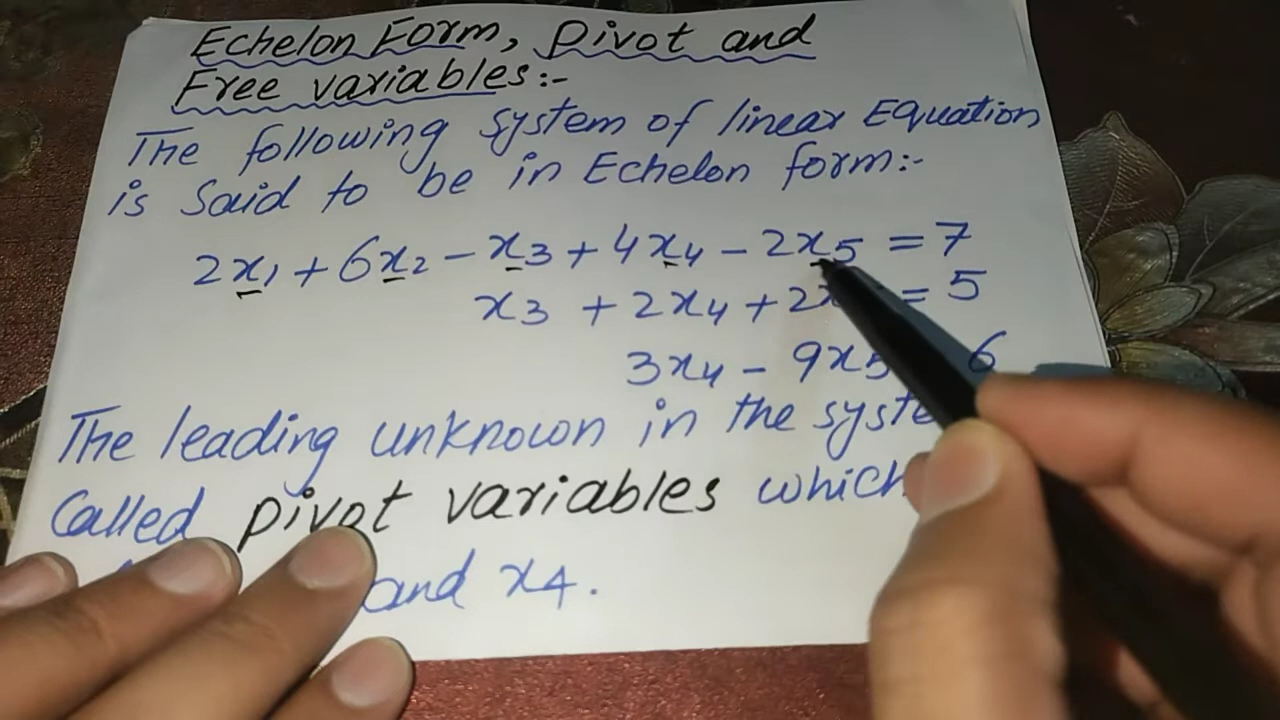 Echelon Form, Pivot and
Free variables:-
The following system of linear Equation
is Said to be in Echelon form:-
2x1 + 6x2 - x3 + 4x4 - 2x5 = 7
x3 + 2x4 + 2 = 5
3x4 - 9x5 6
The leading unknown in the
Called pivot variables which
and x4.